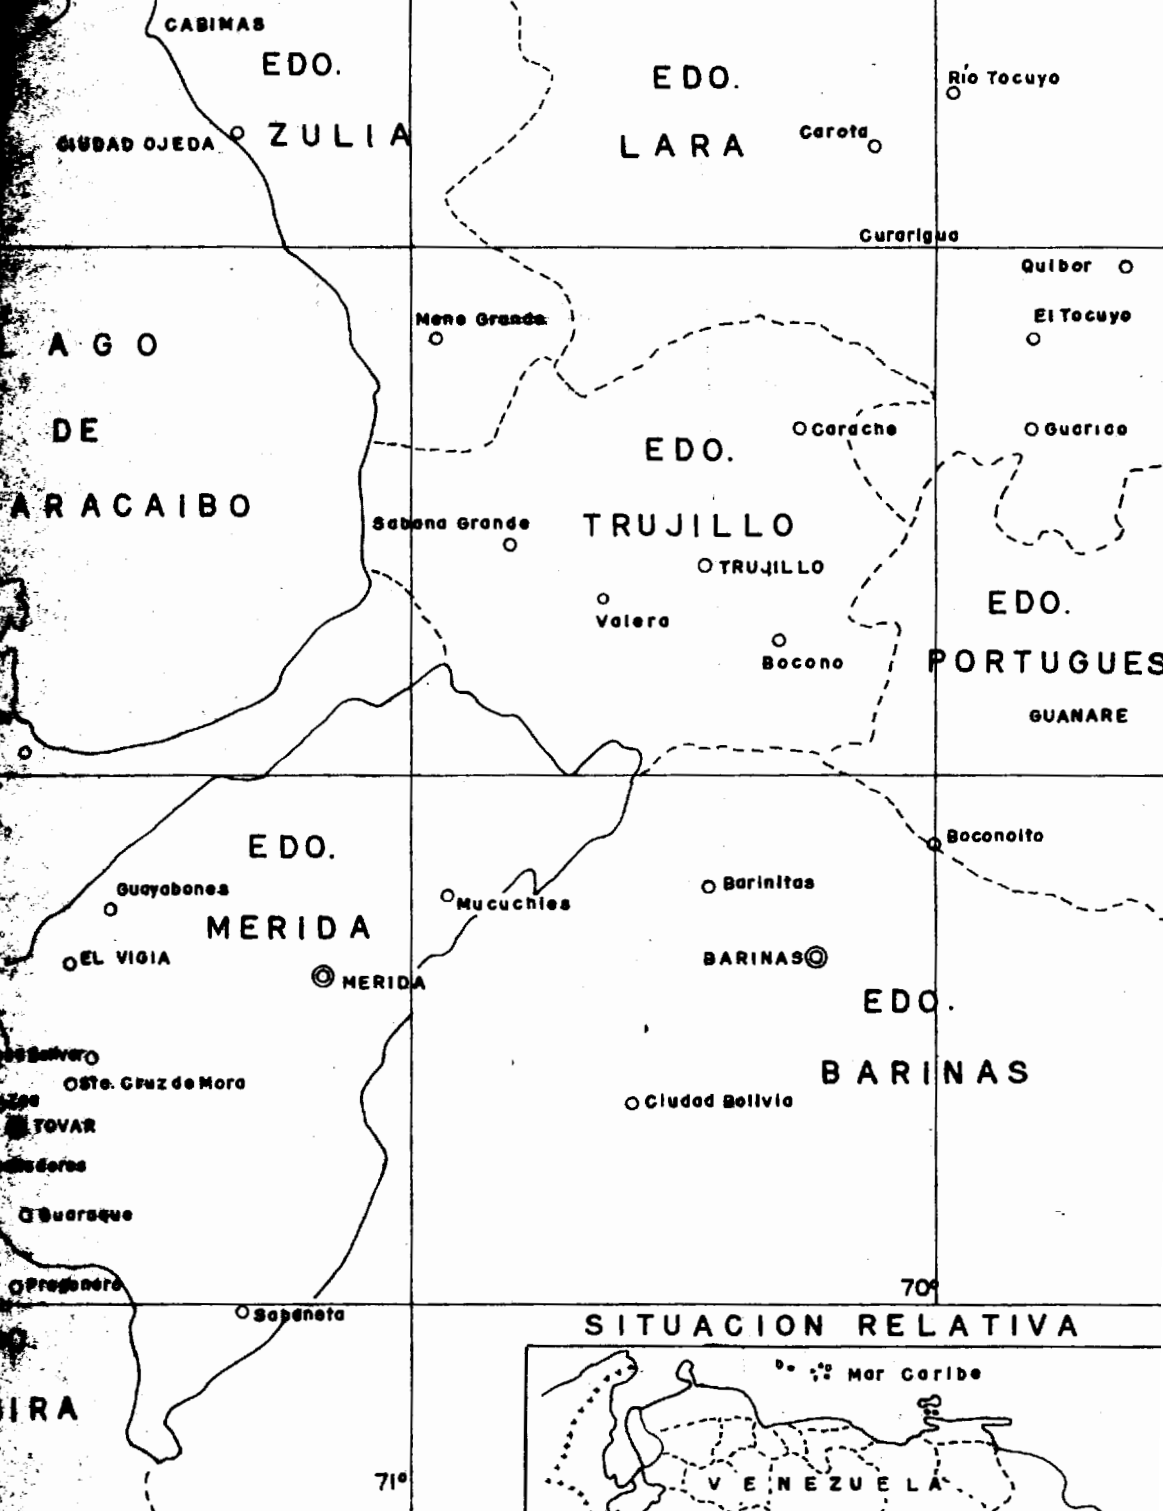 CABIMAS
EDO.
ZULIA
CIUDAD OJEDA
EDO.
LARA
Río Tocuyo
Carota
Curarigua
Quibor
El Tocuyo
Mene Grande
AGO
DE
ARACAIBO
Carache
Guarico
EDO.
TRUJILLO
Sabana Grande
TRUJILLO
Valera
Bocono
EDO.
PORTUGUES
GUANARE
EDO.
MERIDA
Guayabones
Mucuchies
EL VIGIA
MERIDA
Boconoito
Barinitas
BARINAS
EDO.
BARINAS
Ciudad Bolivia
Ste. Cruz de Mora
TOVAR
Guaraque
Sabaneta
IRA
70°
71°
SITUACION RELATIVA
Mar Caribe
VENEZUELA